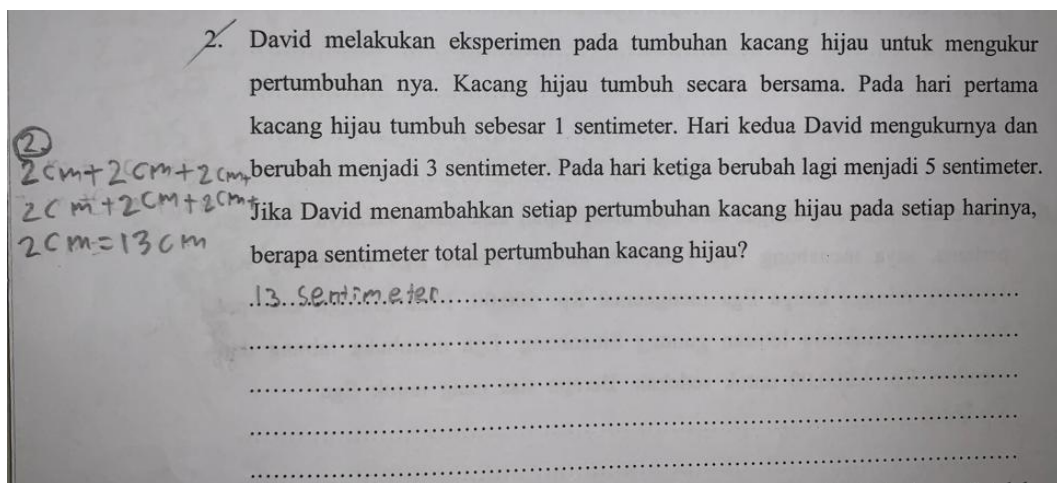 2. David melakukan eksperimen pada tumbuhan kacang hijau untuk mengukur
pertumbuhan nya. Kacang hijau tumbuh secara bersama. Pada hari pertama
kacang hijau tumbuh sebesar 1 sentimeter. Hari kedua David mengukurnya dan
berubah menjadi 3 sentimeter. Pada hari ketiga berubah lagi menjadi 5 sentimeter.
Jika David menambahkan setiap pertumbuhan kacang hijau pada setiap harinya,
berapa sentimeter total pertumbuhan kacang hijau?
13 sentimeter
2
2cm+2cm+2cm+
2cm+2cm+2cm+
2cm=13cm